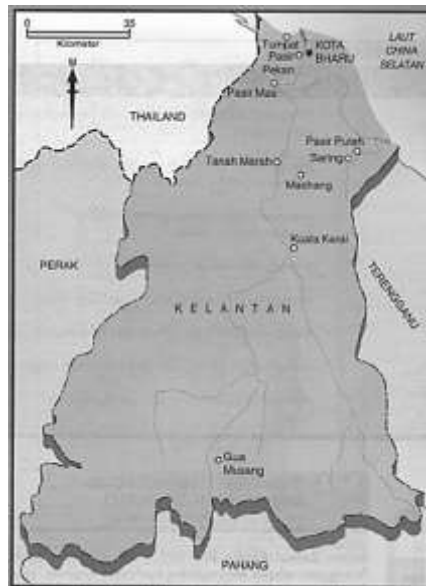 0 35
Kilometer
THAILAND
Tumpat
Pasir
Pekan
KOTA
BHARU
LAUT
CHINA
SELATAN
Pasir Mas
Pasir Puteh
Saring
Tanah Merah
Machang
Kuala Kerai
PERAK
TERENGGANU
KELANTAN
Gua
Musang
PAHANG